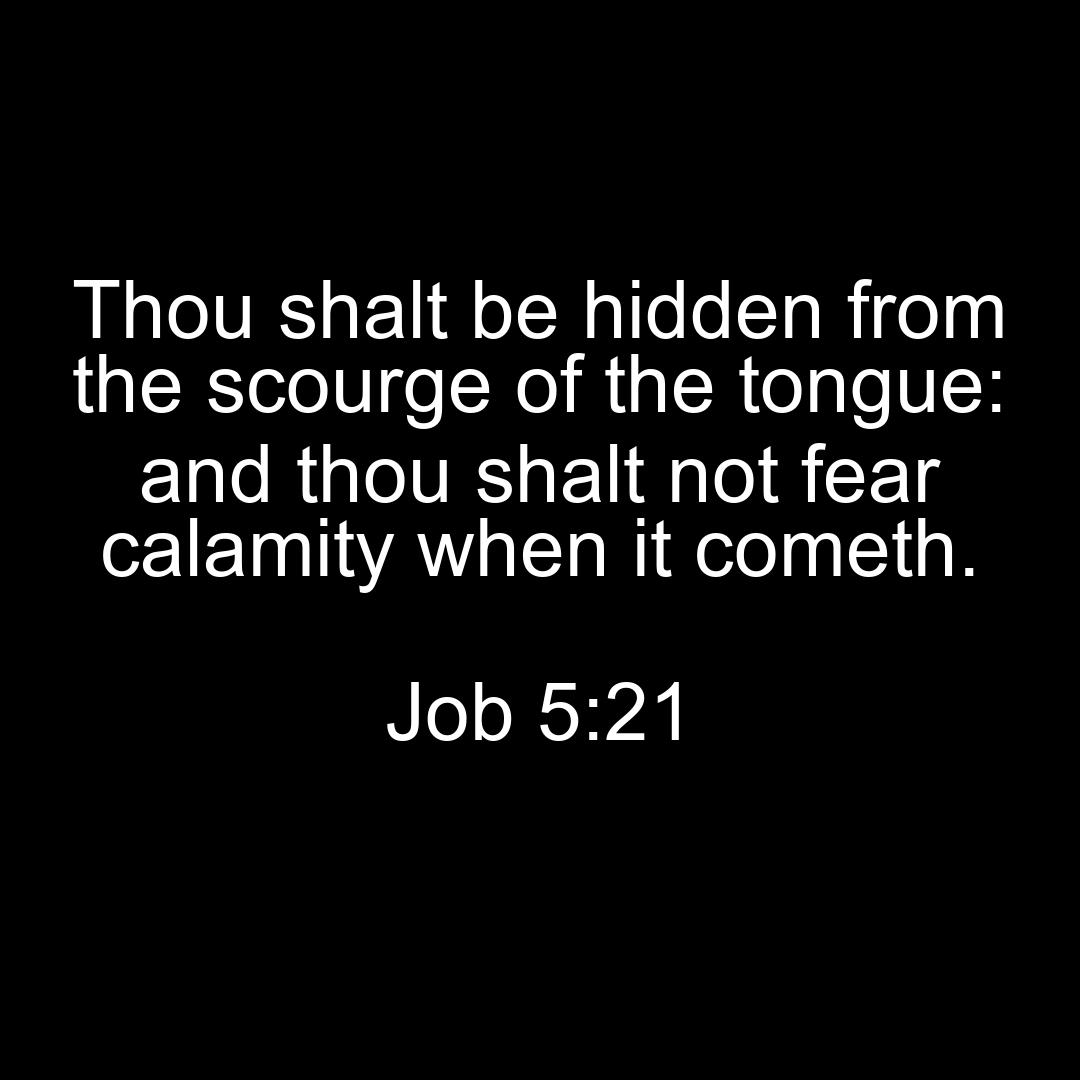 Thou shalt be hidden from
the scourge of the tongue:
and thou shalt not fear
calamity when it cometh.
Job 5:21